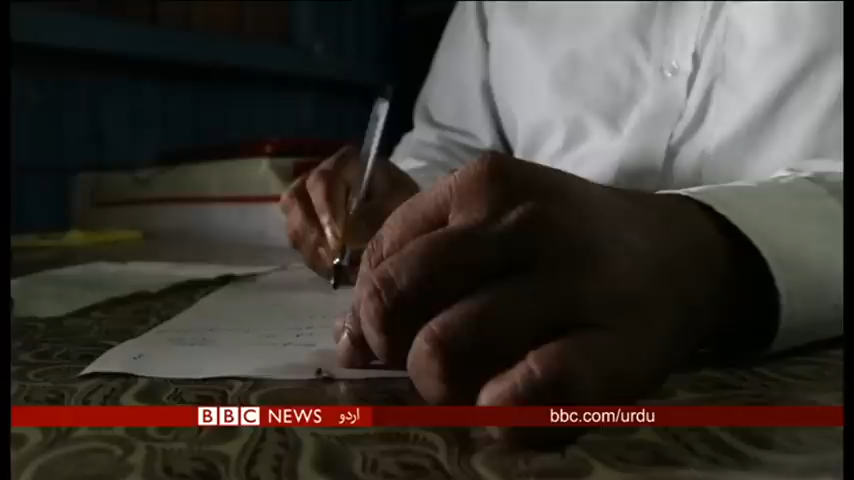 BBC NEWS اردو bbc.com/urdu